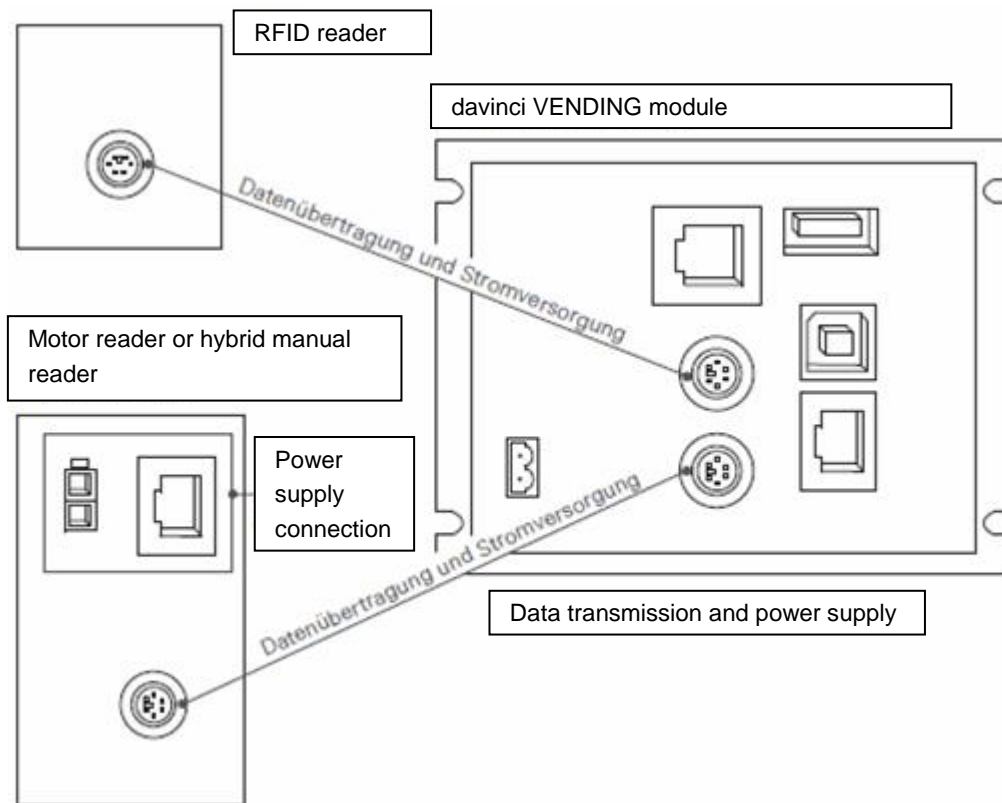 RFID reader
davinci VENDING module
Datenübertragung und Stromversorgung
Motor reader or hybrid manual
reader
Power
supply
connection
Datenübertragung und Stromversorgung
Data transmission and power supply